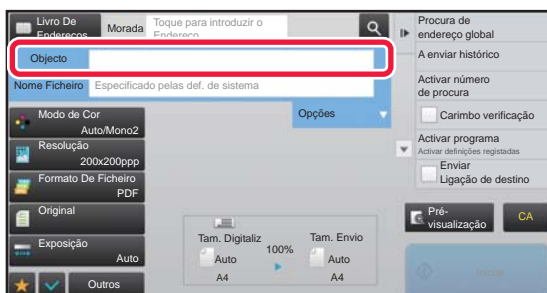 Livro De
Endereços
Morada
Toque para introduzir o
Endereço
Objecto
Nome Ficheiro
Especificado pelas def. de sistema
Modo de Cor
Auto/Mono2
Opções
Resolução
200x200ppp
Formato De Ficheiro
PDF
Original
Exposição
Auto
Outros
Tam. Digitaliz
Auto
A4
100%
Tam. Envio
Auto
A4
Procura de
endereço global
A enviar histórico
Activar número
de procura
Carimbo verificação
Activar programa
Activar definições registadas
Enviar
Ligação de destino
Pré-
visualização
CA
Iniciar